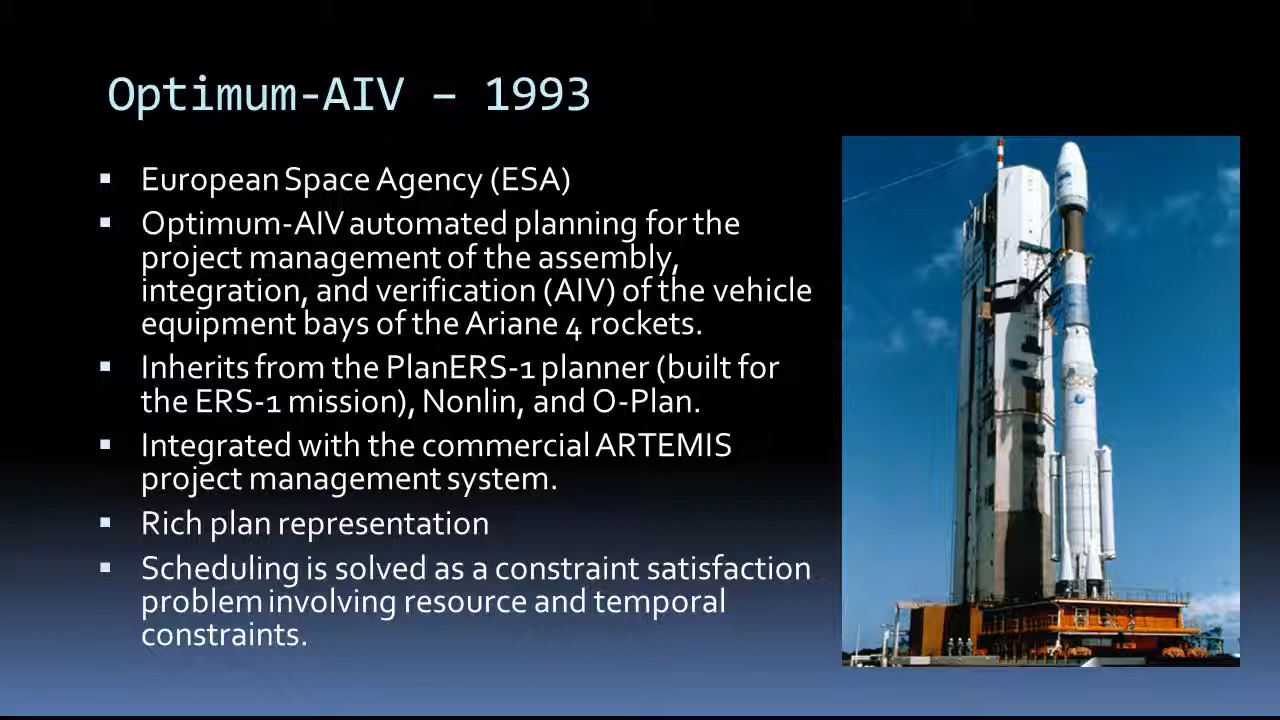 Optimum-AIV – 1993
▪ European Space Agency (ESA)
▪ Optimum-AIV automated planning for the
project management of the assembly,
integration, and verification (AIV) of the vehicle
equipment bays of the Ariane 4 rockets.
▪ Inherits from the PlanERS-1 planner (built for
the ERS-1 mission), Nonlin, and O-Plan.
▪ Integrated with the commercial ARTEMIS
project management system.
▪ Rich plan representation
▪ Scheduling is solved as a constraint satisfaction
problem involving resource and temporal
constraints.